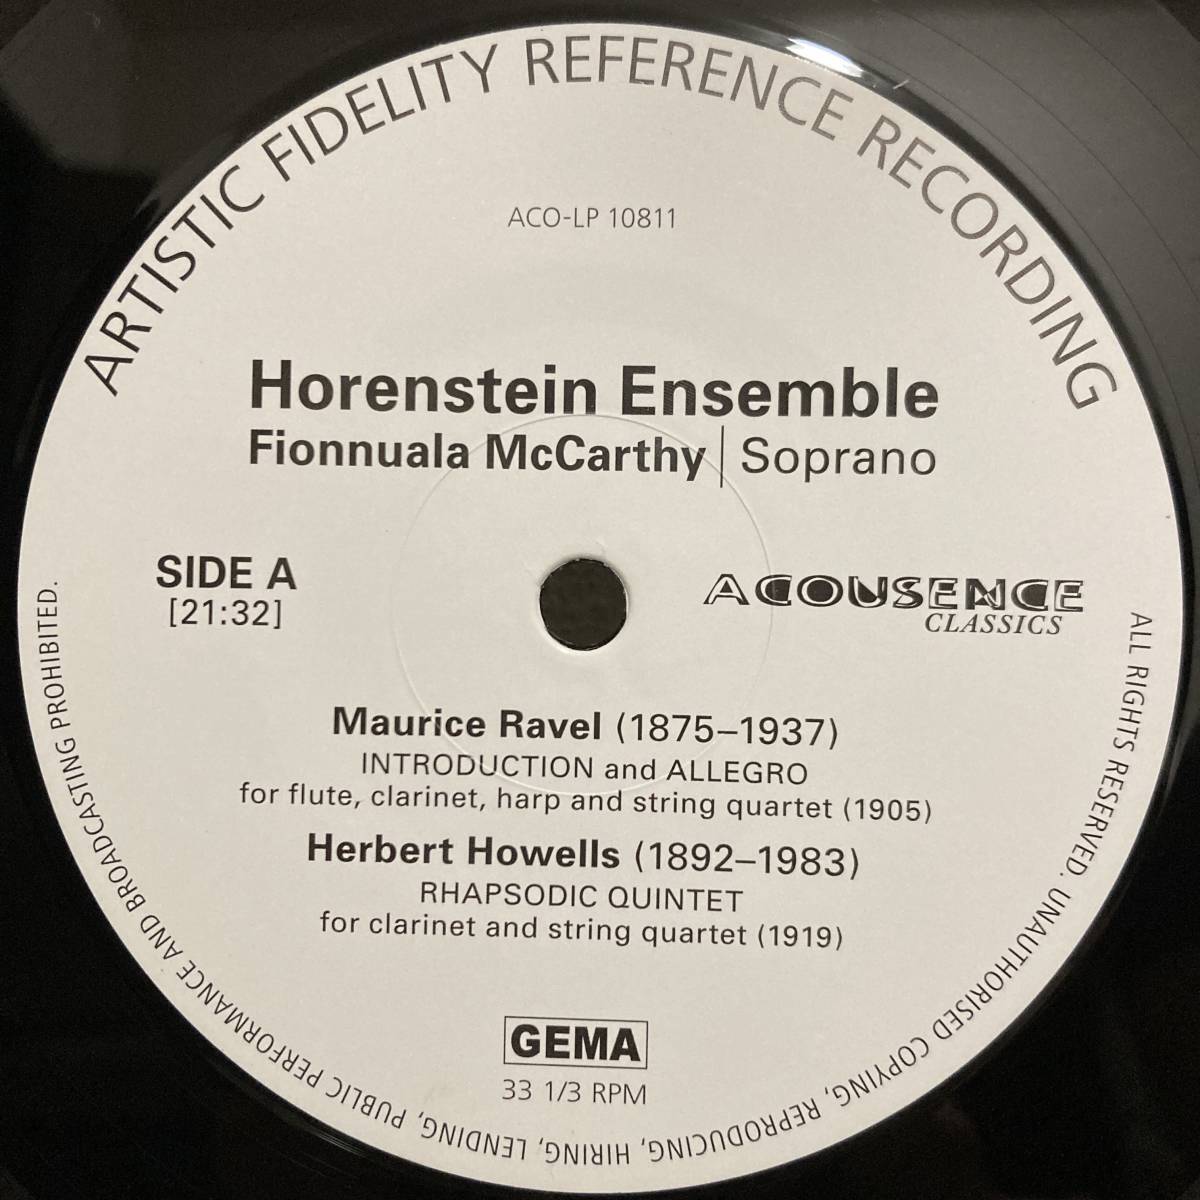 ARTISTIC FIDELITY REFERENCE RECORDING
ACO-LP 10811
Horenstein Ensemble
Fionnuala McCarthy | Soprano
SIDE A
[21:32]
ACOUSENCE
CLASSICS
Maurice Ravel (1875–1937)
INTRODUCTION and ALLEGRO
for flute, clarinet, harp and string quartet (1905)
Herbert Howells (1892–1983)
RHAPSODIC QUINTET
for clarinet and string quartet (1919)
GEMA
33 1/3 RPM
ALL RIGHTS RESERVED. UNAUTHORISED COPYING, REPRODUCING, HIRING, LENDING, PUBLIC PERFORMANCE AND BROADCASTING PROHIBITED.